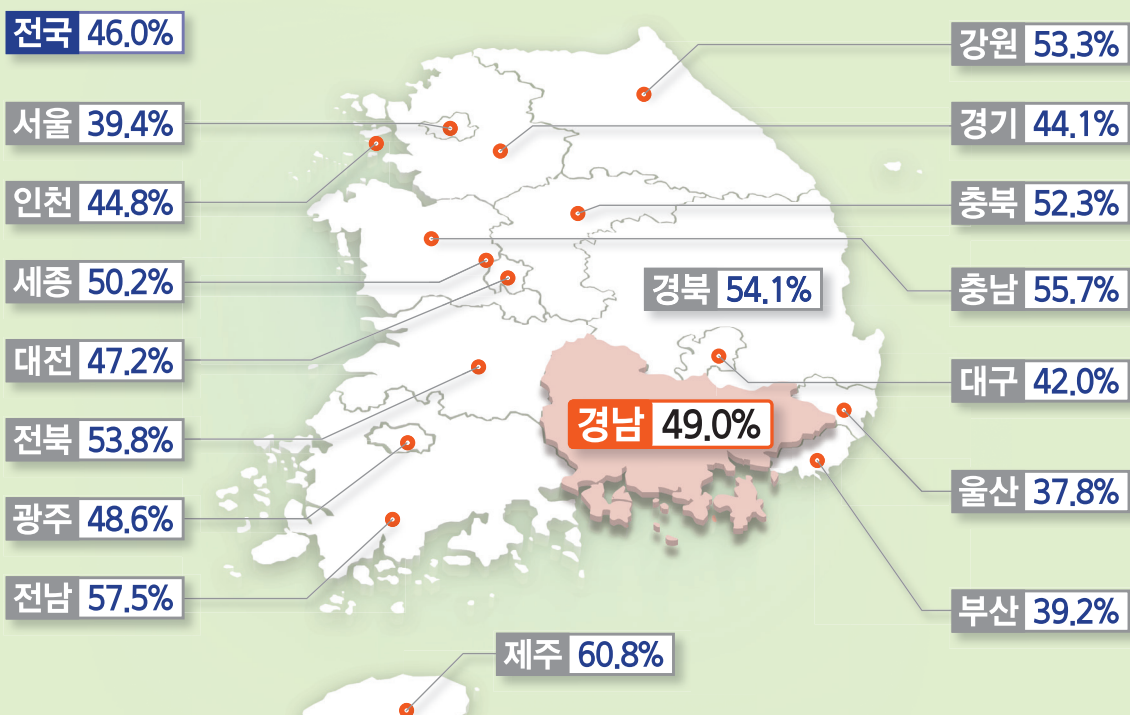 전국 46.0%
서울 39.4%
인천 44.8%
세종 50.2%
대전 47.2%
전북 53.8%
광주 48.6%
전남 57.5%
경북 54.1%
경남 49.0%
제주 60.8%
강원 53.3%
경기 44.1%
충북 52.3%
충남 55.7%
대구 42.0%
울산 37.8%
부산 39.2%